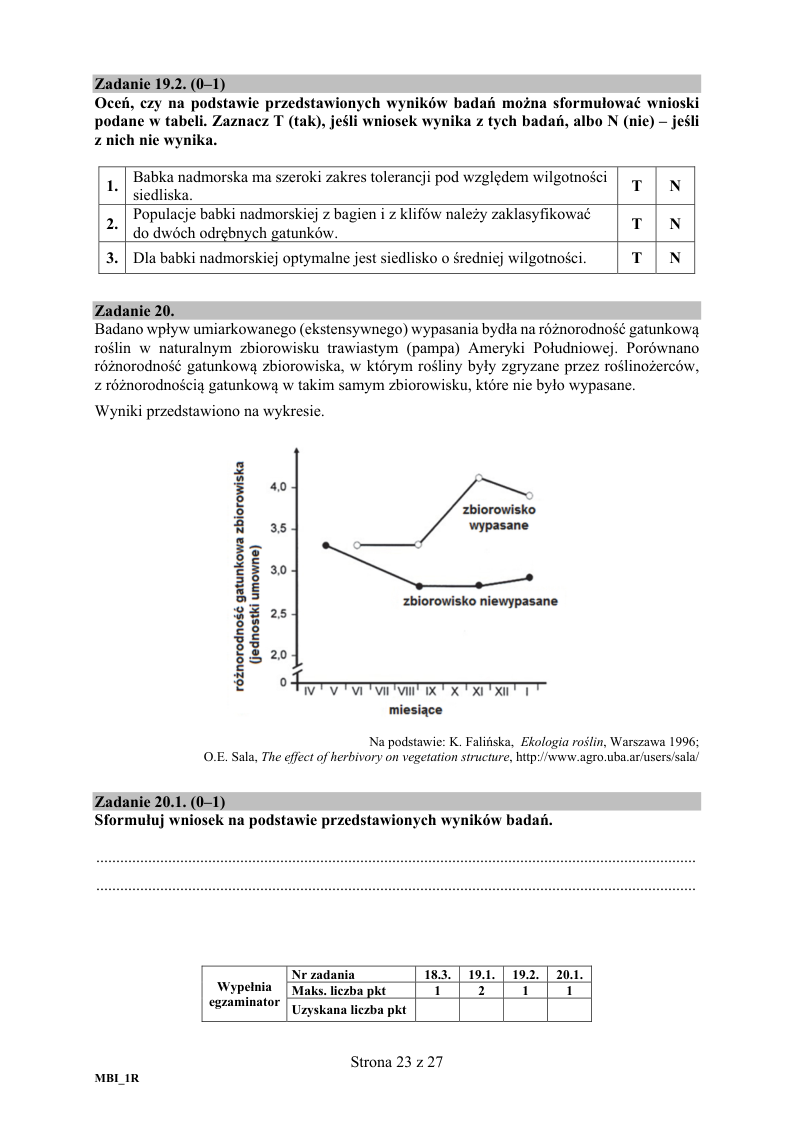 Zadanie 19.2. (0–1)
Oceń, czy na podstawie przedstawionych wyników badań można sformułować wnioski
podane w tabeli. Zaznacz T (tak), jeśli wniosek wynika z tych badań, albo N (nie) – jeśli
z nich nie wynika.
1. Babka nadmorska ma szeroki zakres tolerancji pod względem wilgotności siedliska. T N
2. Populacje babki nadmorskiej z bagien i z klifów należy zaklasyfikować do dwóch odrębnych gatunków. T N
3. Dla babki nadmorskiej optymalne jest siedlisko o średniej wilgotności. T N
Zadanie 20.
Badano wpływ umiarkowanego (ekstensywnego) wypasania bydła na różnorodność gatunkową
roślin w naturalnym zbiorowisku trawiastym (pampa) Ameryki Południowej. Porównano
różnorodność gatunkową zbiorowiska, w którym rośliny były zgryzane przez roślinożerców,
z różnorodnością gatunkową w takim samym zbiorowisku, które nie było wypasane.
Wyniki przedstawiono na wykresie.
różnorodność gatunkowa zbiorowiska
(jednostki umowne)
4,0
3,5
3,0
2,5
2,0
0
zbiorowisko
wypasane
zbiorowisko niewypasane
IV V VI VII VIII IX X XI XII I
miesiące
Na podstawie: K. Falińska, Ekologia roślin, Warszawa 1996;
O.E. Sala, The effect of herbivory on vegetation structure, http://www.agro.uba.ar/users/sala/
Zadanie 20.1. (0–1)
Sformułuj wniosek na podstawie przedstawionych wyników badań.
Wypełnia egzaminator
Nr zadania 18.3. 19.1. 19.2. 20.1.
Maks. liczba pkt 1 2 1 1
Uzyskana liczba pkt
Strona 23 z 27
MBI_1R